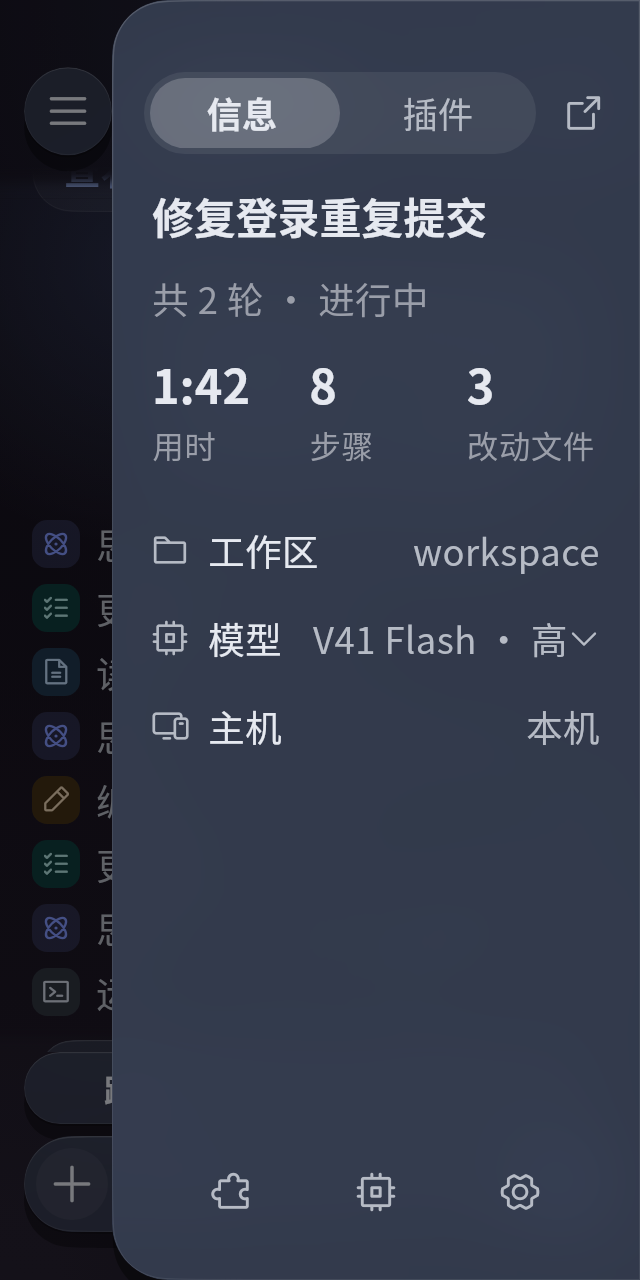 信息
插件
修复登录重复提交
共 2 轮 · 进行中
1:42
8
3
用时
步骤
改动文件
工作区
workspace
模型
V41 Flash · 高
主机
本机